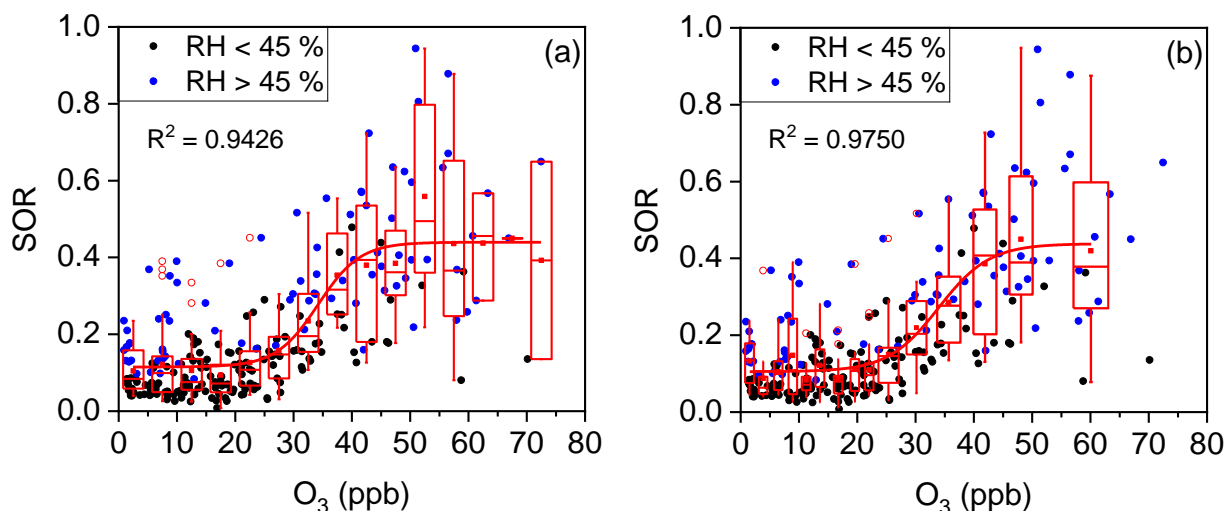 1.0
0.8
0.6
0.4
0.2
0.0
SOR
RH < 45 %
RH > 45 %
(a)
R² = 0.9426
0 10 20 30 40 50 60 70 80
O₃ (ppb)
1.0
0.8
0.6
0.4
0.2
0.0
SOR
RH < 45 %
RH > 45 %
(b)
R² = 0.9750
0 10 20 30 40 50 60 70 80
O₃ (ppb)